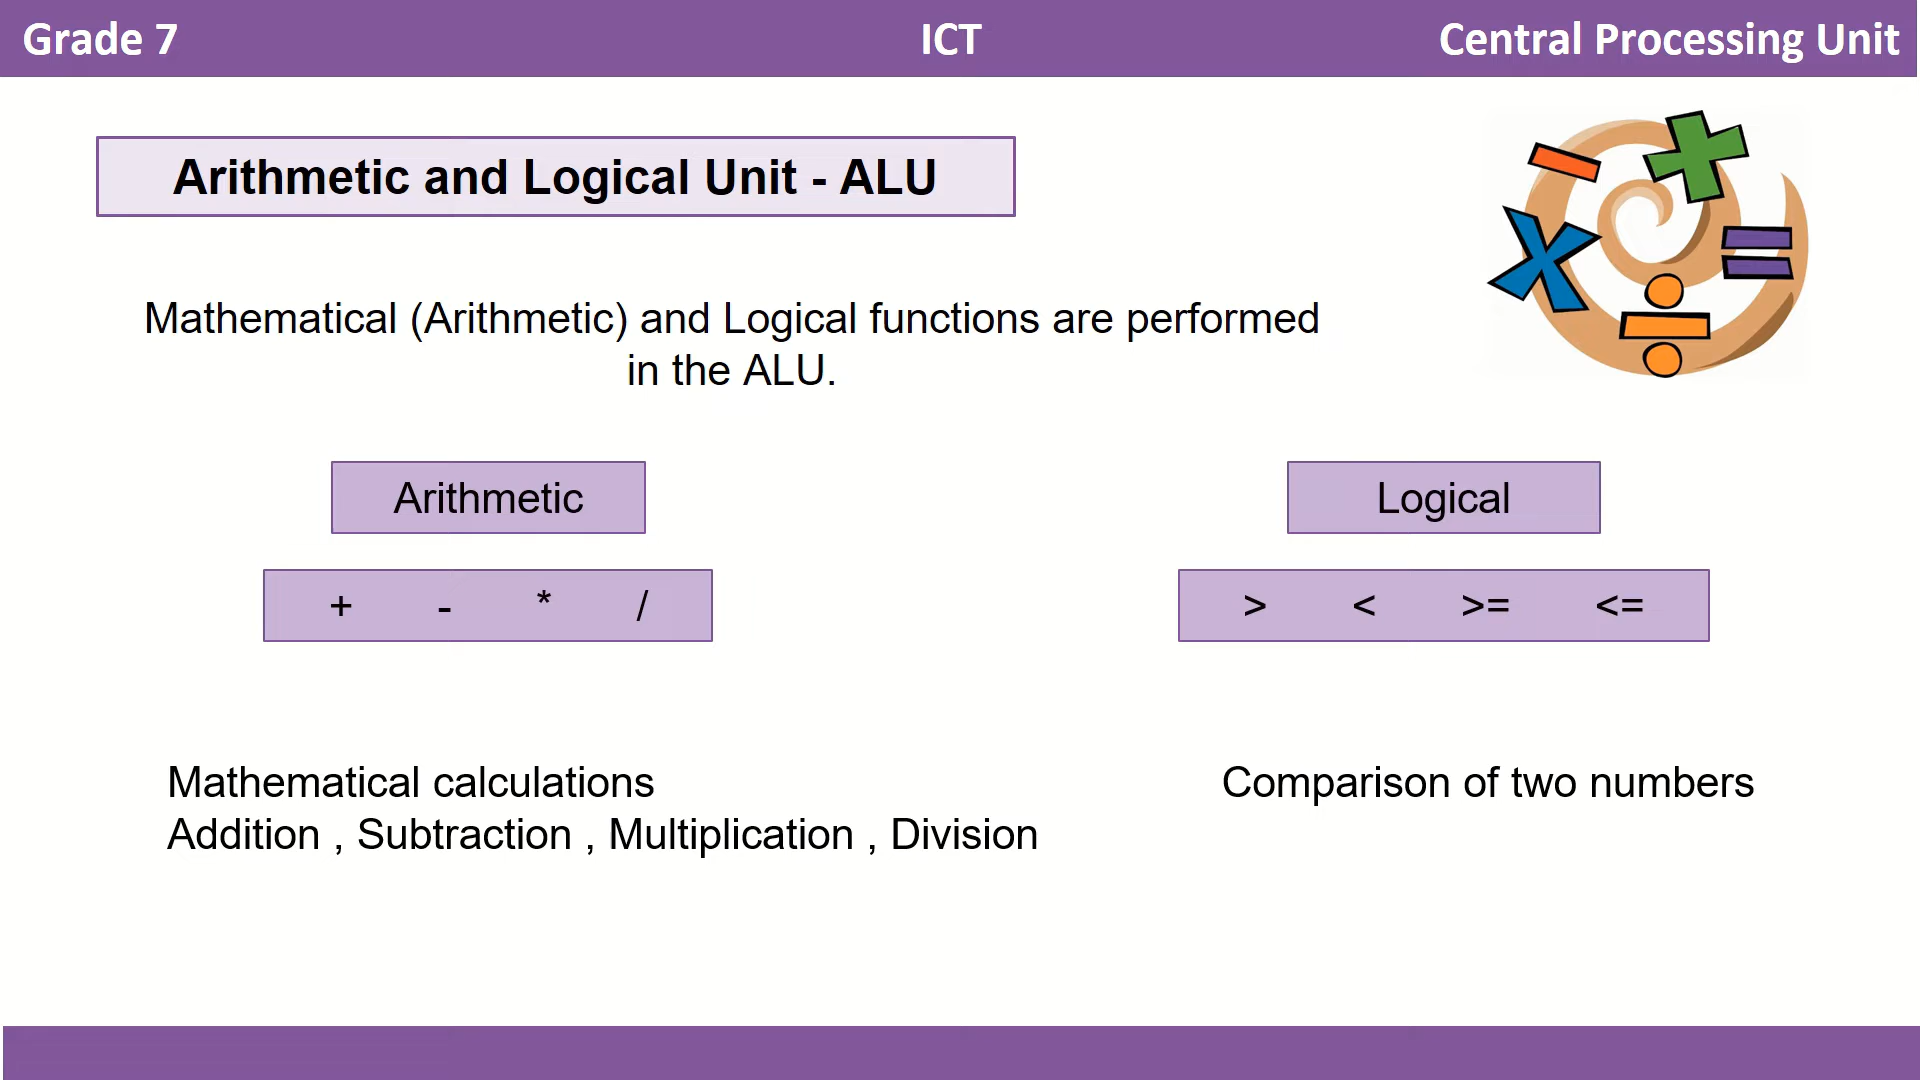 Grade 7
ICT
Central Processing Unit
Arithmetic and Logical Unit - ALU
Mathematical (Arithmetic) and Logical functions are performed
in the ALU.
Arithmetic
Logical
+ - * /
> < >= <=
Mathematical calculations
Addition , Subtraction , Multiplication , Division
Comparison of two numbers